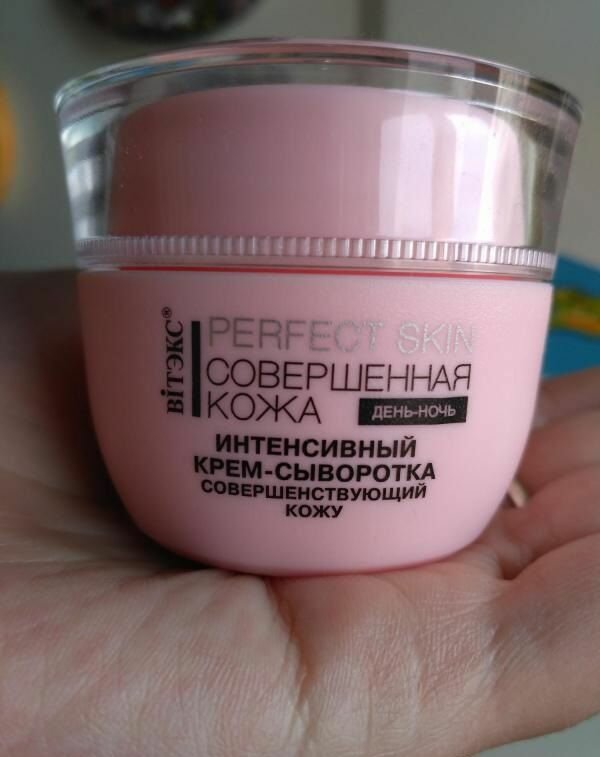 ВіТЭКС®
PERFECT SKIN
СОВЕРШЕННАЯ
КОЖА
ДЕНЬ-НОЧЬ
ИНТЕНСИВНЫЙ
КРЕМ-СЫВОРОТКА
СОВЕРШЕНСТВУЮЩИЙ
КОЖУ